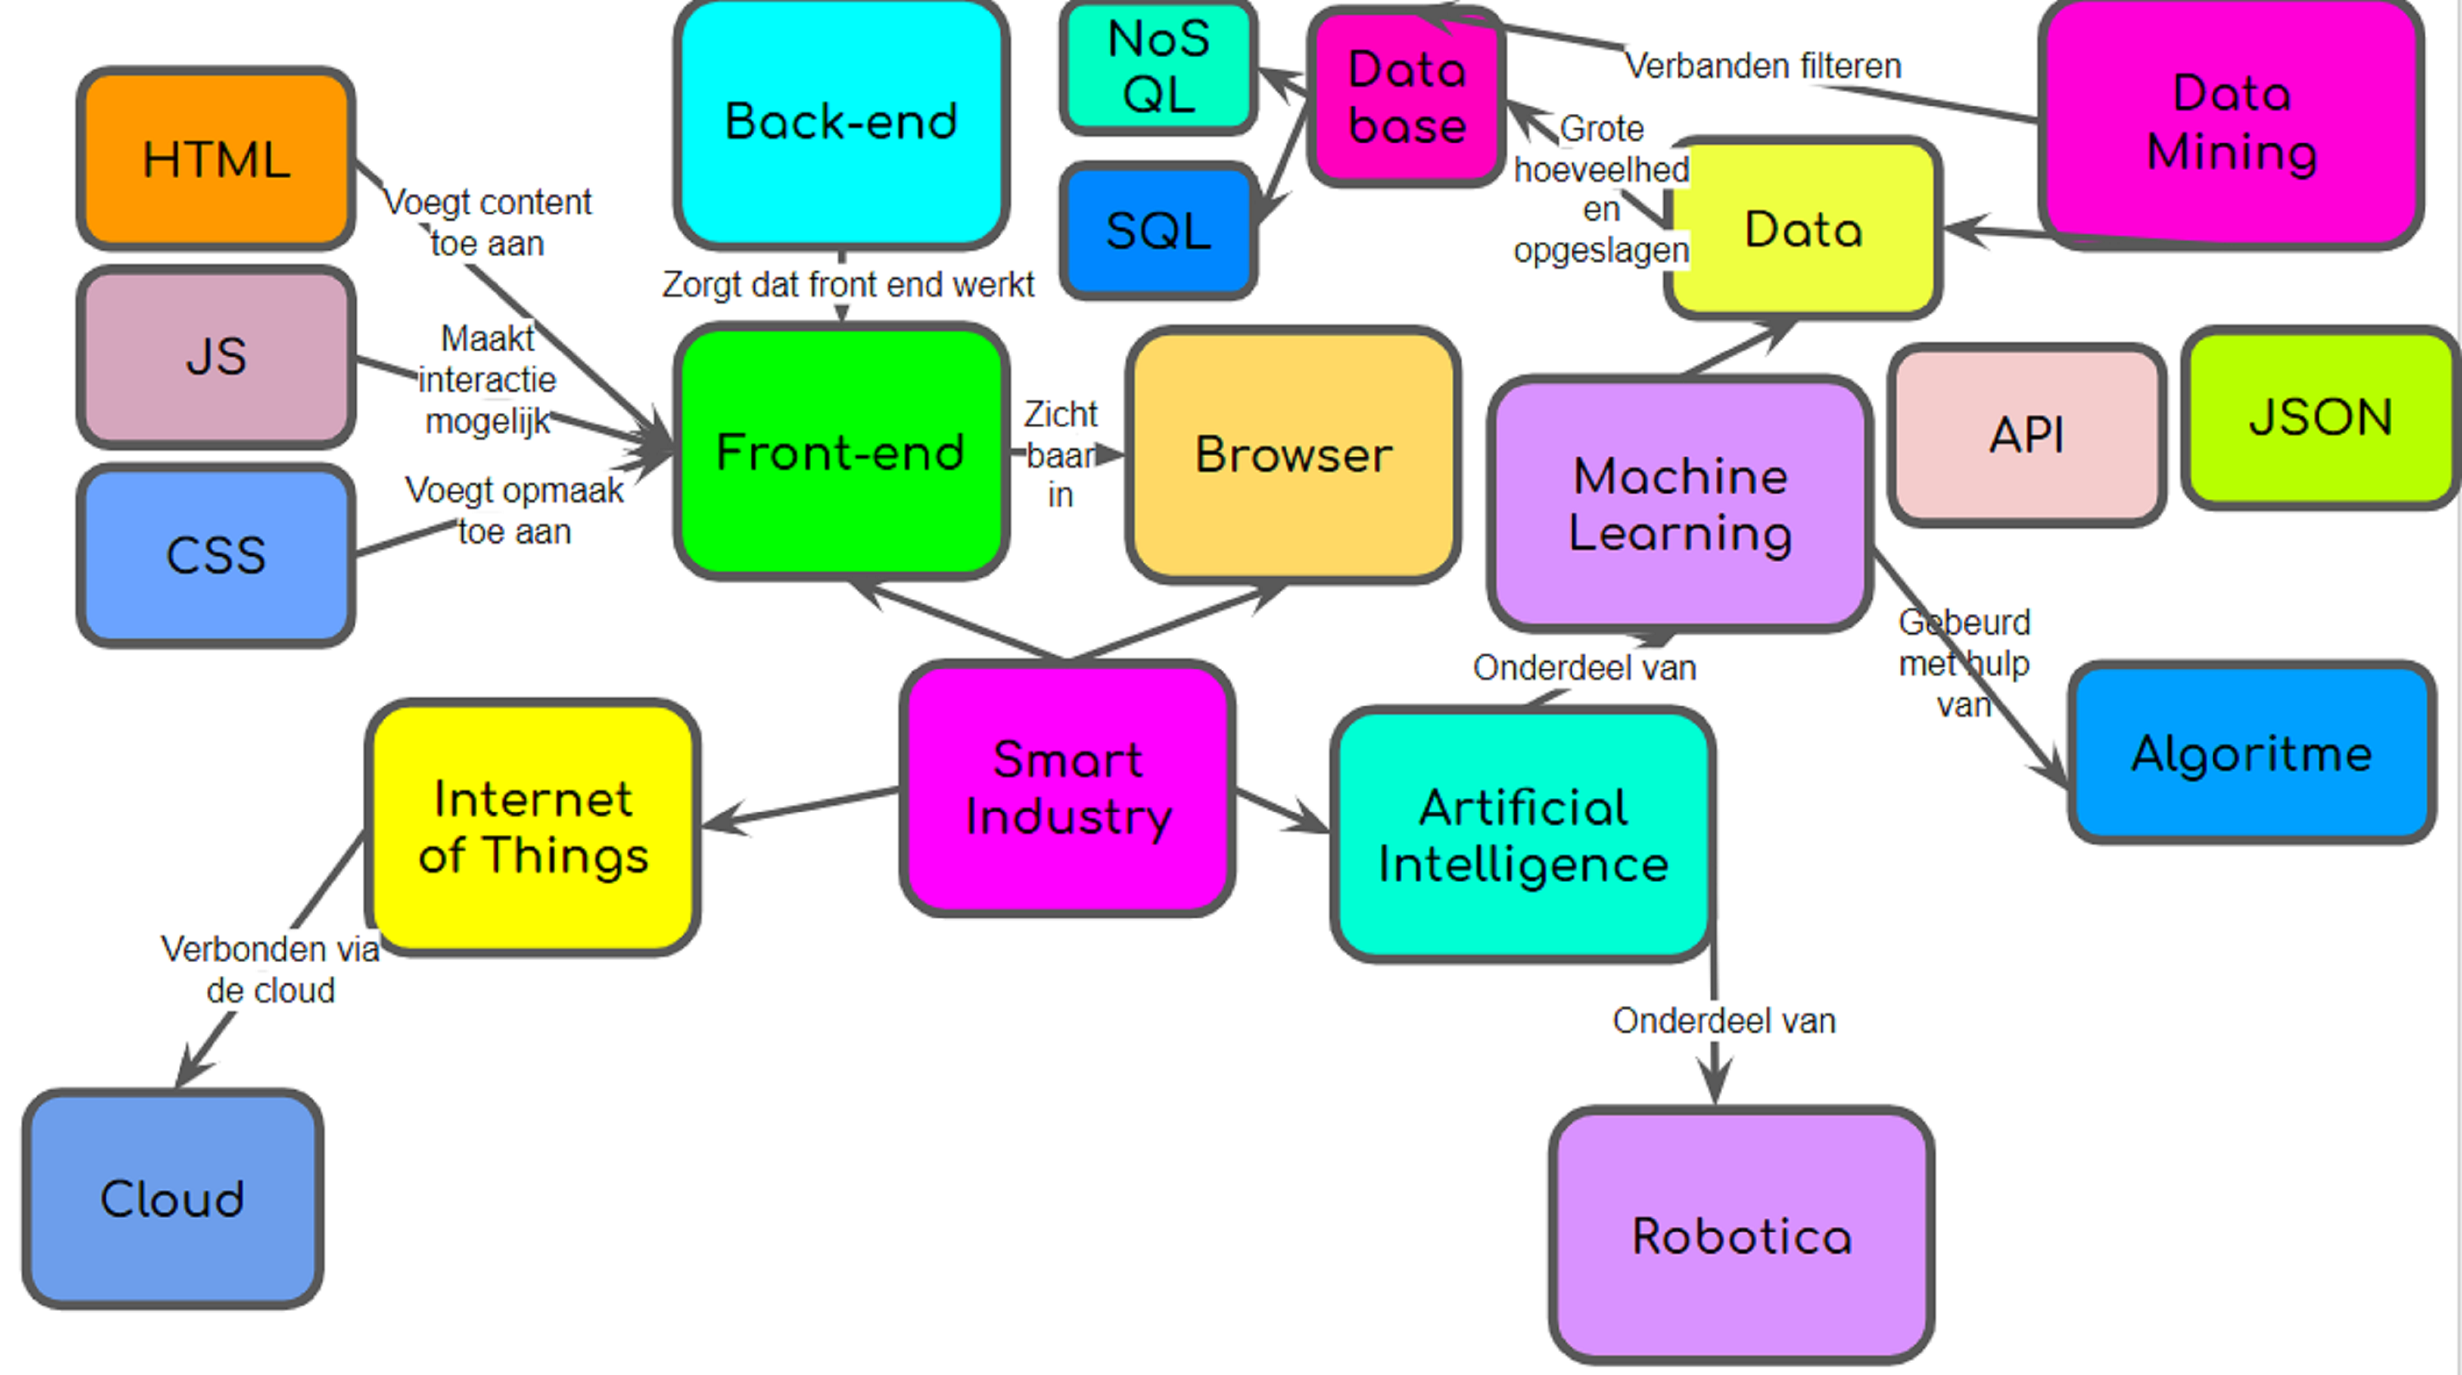 HTML
JS
CSS
Voegt content
toe aan
Maakt
interactie
mogelijk
Voegt opmaak
toe aan
Back-end
Zorgt dat front end werkt
Front-end
Zicht
baar
in
Browser
NoS
QL
SQL
Data
base
Verbanden filteren
Grote
hoeveelhed
en
opgeslagen
Data
Data
Mining
Machine
Learning
API
JSON
Gebeurd
met hulp
van
Algoritme
Onderdeel van
Smart
Industry
Internet
of Things
Artificial
Intelligence
Verbonden via
de cloud
Cloud
Onderdeel van
Robotica